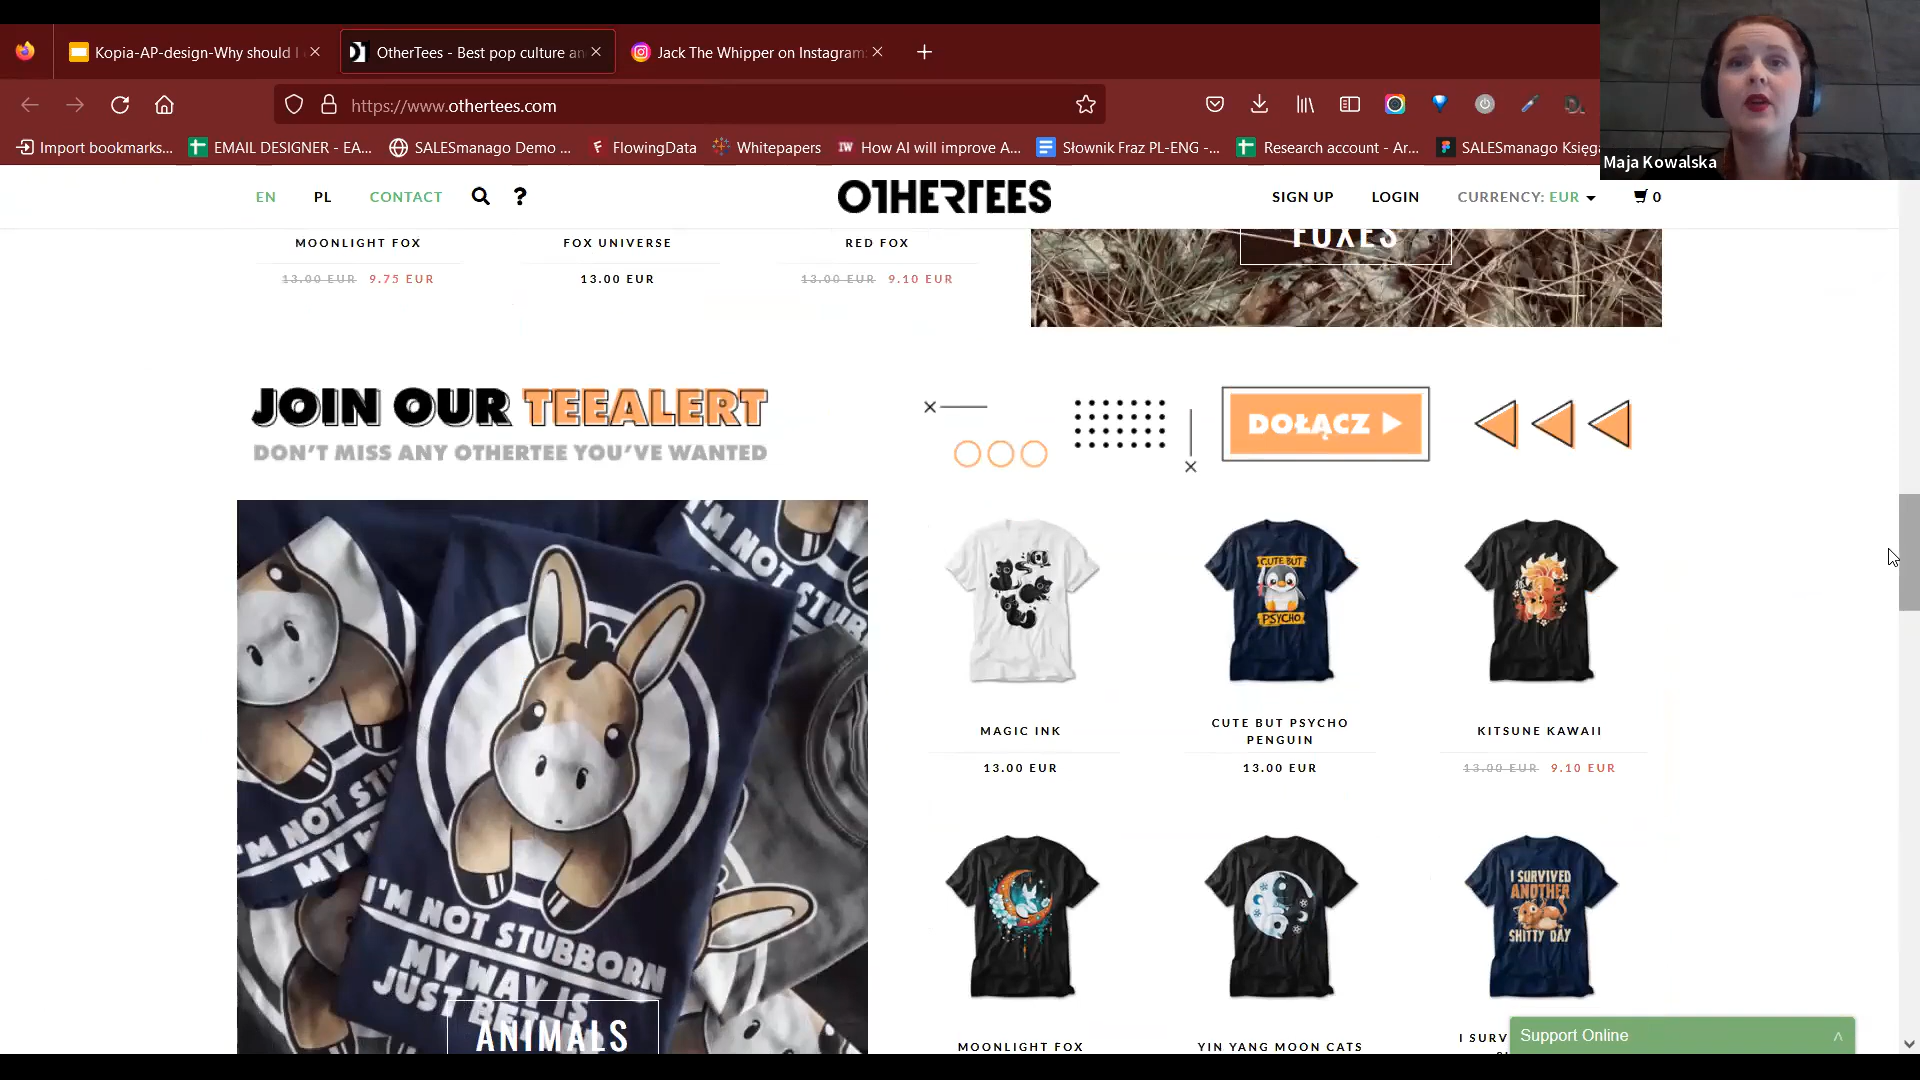 Kopia-AP-design-Why should I
OtherTees - Best pop culture an
Jack The Whipper on Instagram:
https://www.othertees.com
Import bookmarks...
EMAIL DESIGNER - EA...
SALESmanago Demo ...
FlowingData
Whitepapers
How AI will improve A...
Słownik Fraz PL-ENG -...
Research account - Ar...
SALESmanago Księga
Maja Kowalska
EN
PL
CONTACT
OTHERTEES
SIGN UP
LOGIN
CURRENCY: EUR
0
MOONLIGHT FOX
13.00 EUR 9.75 EUR
FOX UNIVERSE
13.00 EUR
RED FOX
13.00 EUR 9.10 EUR
FOXES
JOIN OUR TEEALERT
DON'T MISS ANY OTHERTEE YOU'VE WANTED
DOŁĄCZ
I'M NOT STUBBORN
MY WAY IS
JUST BET
ANIMALS
MAGIC INK
13.00 EUR
CUTE BUT
PSYCHO
CUTE BUT PSYCHO
PENGUIN
13.00 EUR
KITSUNE KAWAII
13.00 EUR 9.10 EUR
MOONLIGHT FOX
YIN YANG MOON CATS
I SURVIVED
ANOTHER
SHITTY DAY
I SURV
Support Online